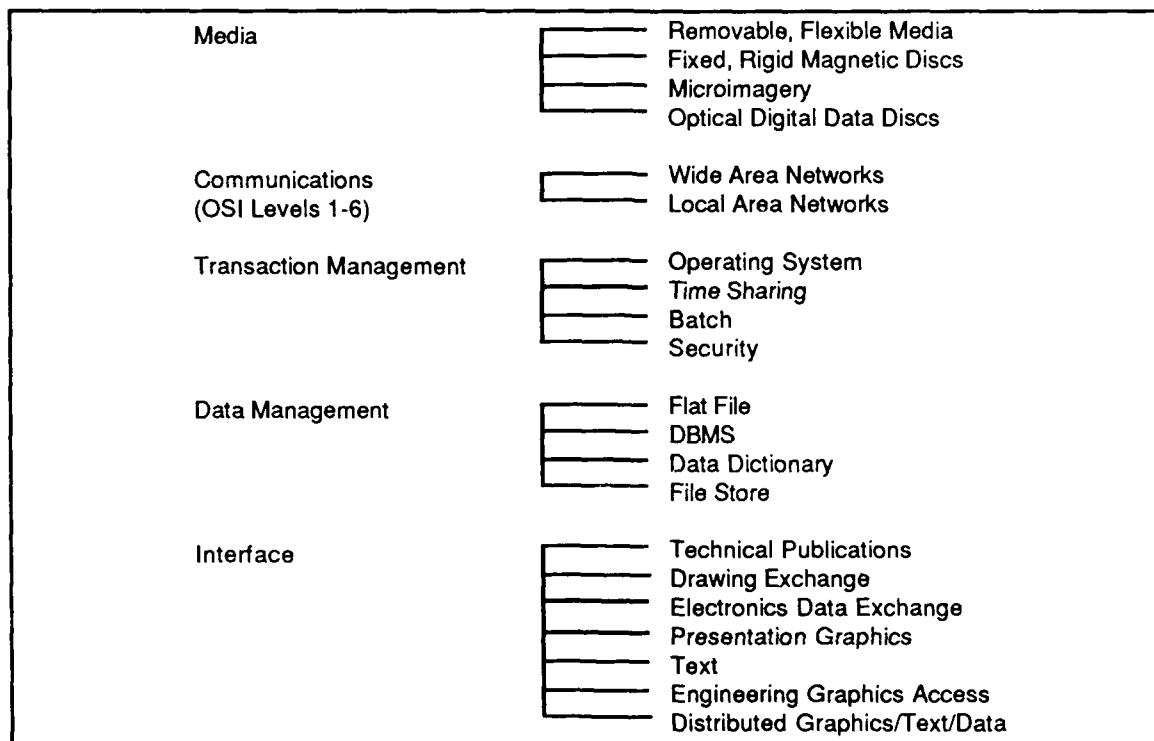 Media
Removable, Flexible Media
Fixed, Rigid Magnetic Discs
Microimagery
Optical Digital Data Discs
Communications
(OSI Levels 1-6)
Wide Area Networks
Local Area Networks
Transaction Management
Operating System
Time Sharing
Batch
Security
Data Management
Flat File
DBMS
Data Dictionary
File Store
Interface
Technical Publications
Drawing Exchange
Electronics Data Exchange
Presentation Graphics
Text
Engineering Graphics Access
Distributed Graphics/Text/Data